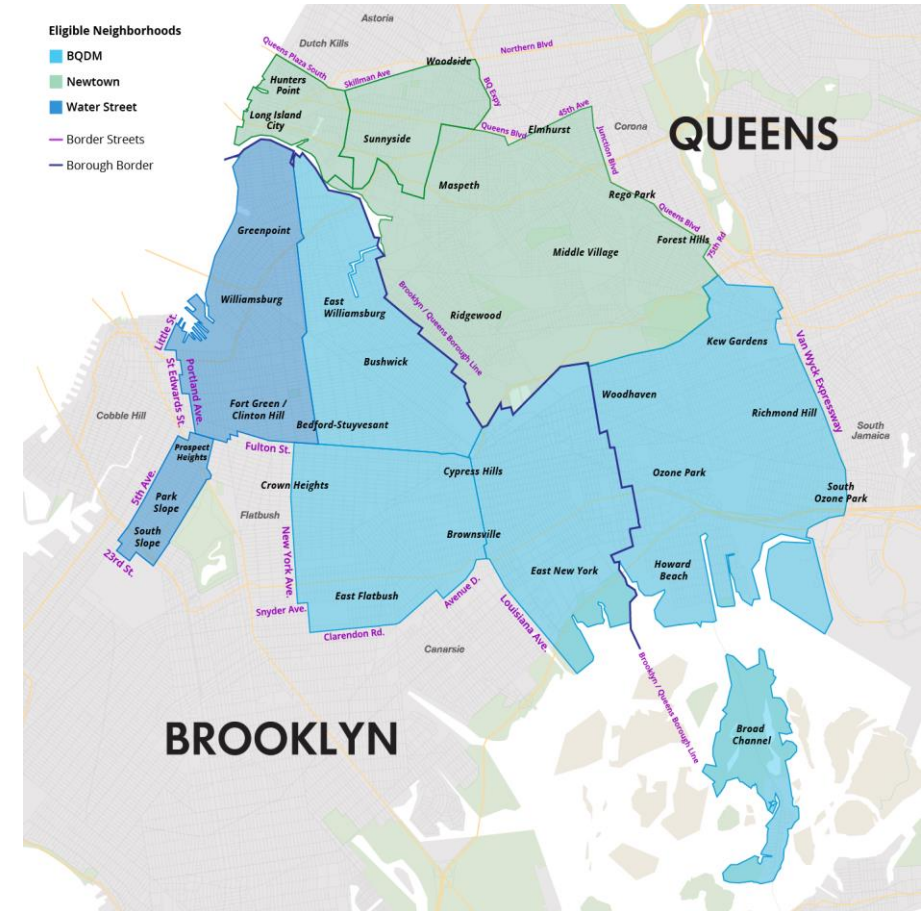 Eligible Neighborhoods
BQDM
Newtown
Water Street
Border Streets
Borough Border
Astoria
Dutch Kills
Queens Plaza South
Skillman Ave
Woodside
Northern Blvd
BQ Expy
Hunters
Point
Long Island
City
Sunnyside
Queens Blvd
Elmhurst
45th Ave
Corona
Junction Blvd
QUEENS
Maspeth
Rego Park
Queens Blvd
Forest Hills
75th Rd
Middle Village
Greenpoint
Williamsburg
East
Williamsburg
Brooklyn / Queens Borough Line
Ridgewood
Kew Gardens
Van Wyck Expressway
Little St.
St Edwards St.
Portland Ave.
Bushwick
Woodhaven
Richmond Hill
South
Jamaica
Cobble Hill
Fort Green /
Clinton Hill
Bedford-Stuyvesant
Prospect
Heights
Fulton St.
5th Ave.
Park
Slope
South
Slope
23rd St.
Flatbush
Crown Heights
Cypress Hills
Ozone Park
South
Ozone Park
New York Ave.
Brownsville
East New York
Howard
Beach
East Flatbush
Avenue D.
Louisiana Ave.
Snyder Ave.
Clarendon Rd.
Canarsie
Brooklyn / Queens Borough Line
Broad
Channel
BROOKLYN